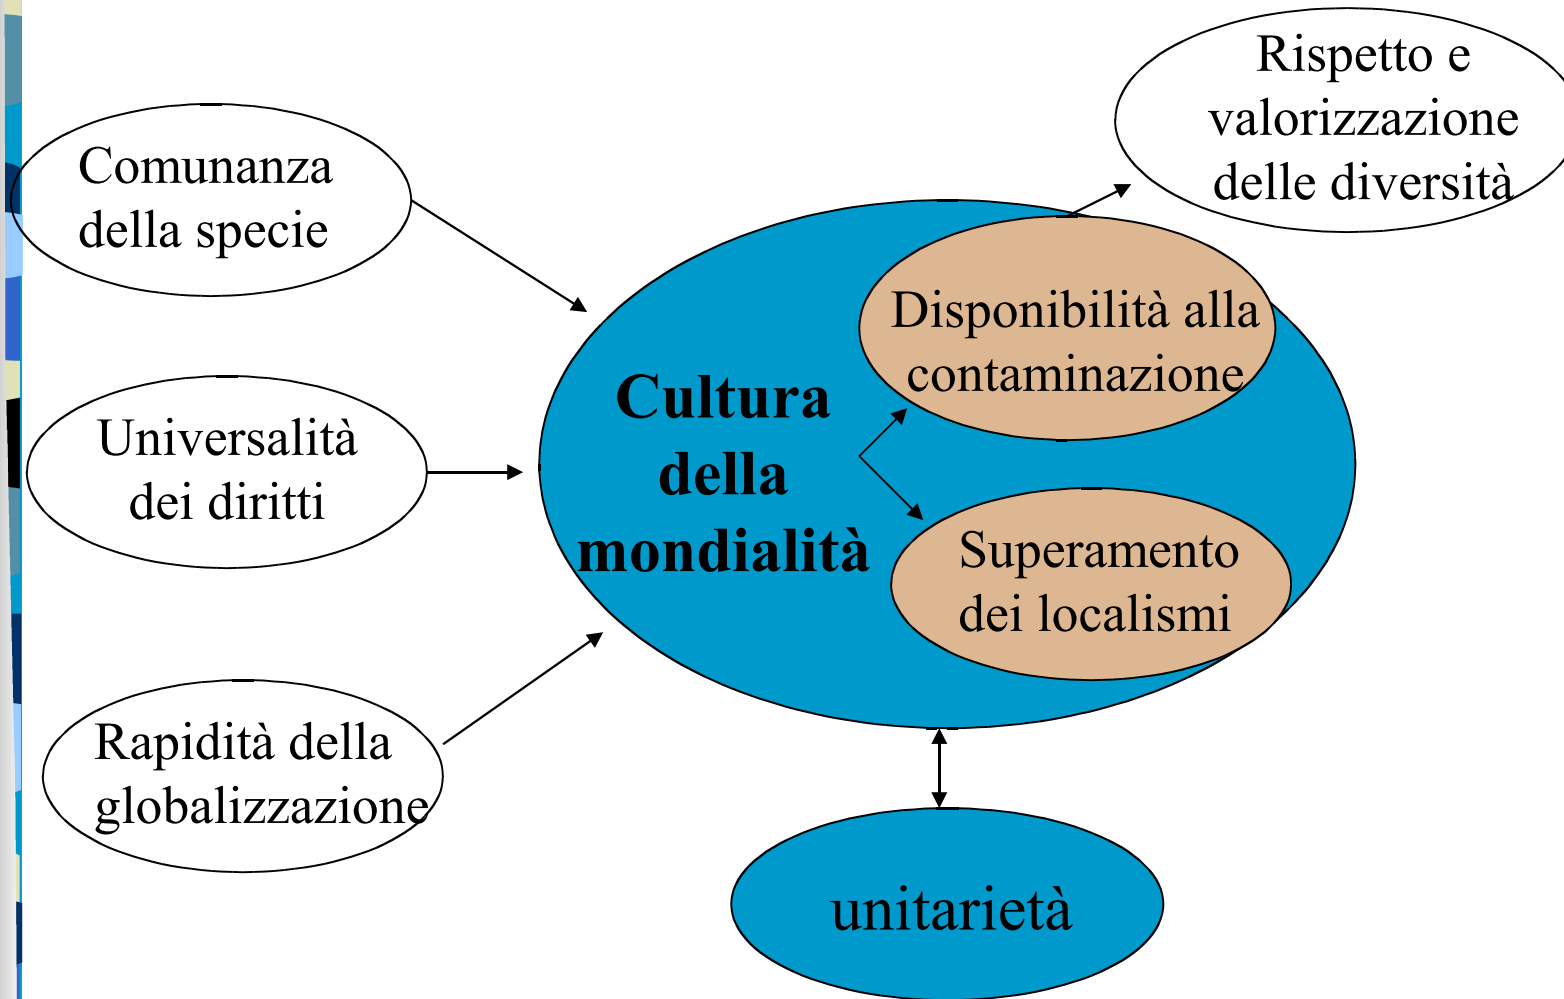 Rispetto e
valorizzazione
delle diversità
Comunanza
della specie
Disponibilità alla
contaminazione
Cultura
della
mondialità
Universalità
dei diritti
Superamento
dei localismi
Rapidità della
globalizzazione
unitarietà